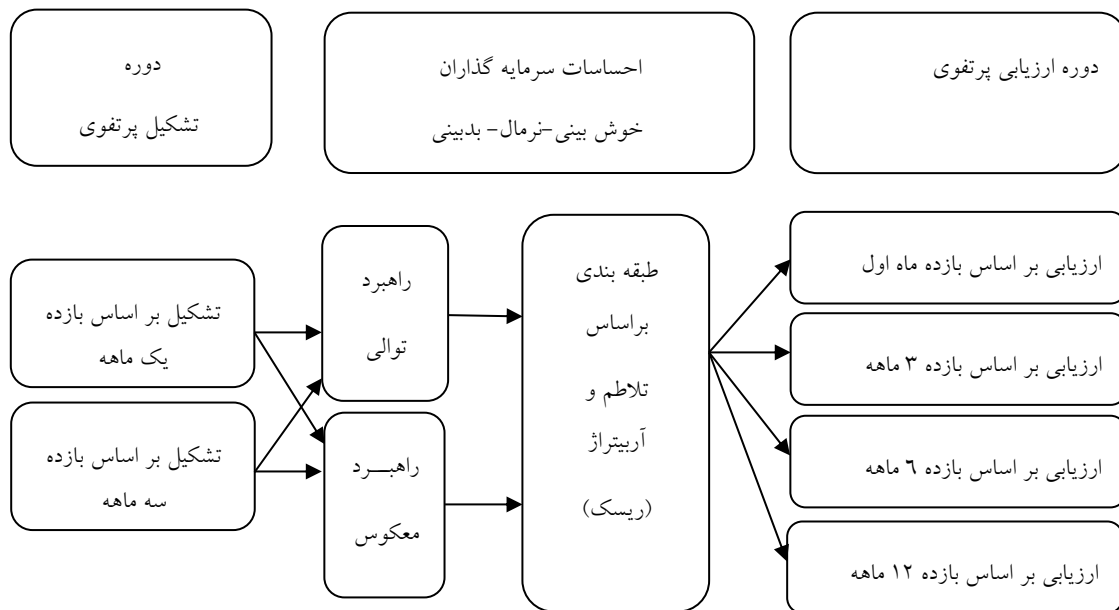 دوره
تشکیل پرتفوی
احساسات سرمایه گذاران
خوش بینی-نرمال- بدبینی
دوره ارزیابی پرتفوی
تشکیل بر اساس بازده
یک ماهه
تشکیل بر اساس بازده
سه ماهه
راهبرد
توالی
راهبـــرد
معکوس
طبقه بندی
براساس
تلاطم و
آربیتراژ
(ریسک)
ارزیابی بر اساس بازده ماه اول
ارزیابی بر اساس بازده ۳ ماهه
ارزیابی بر اساس بازده ٦ ماهه
ارزیابی بر اساس بازده ۱۲ ماهه